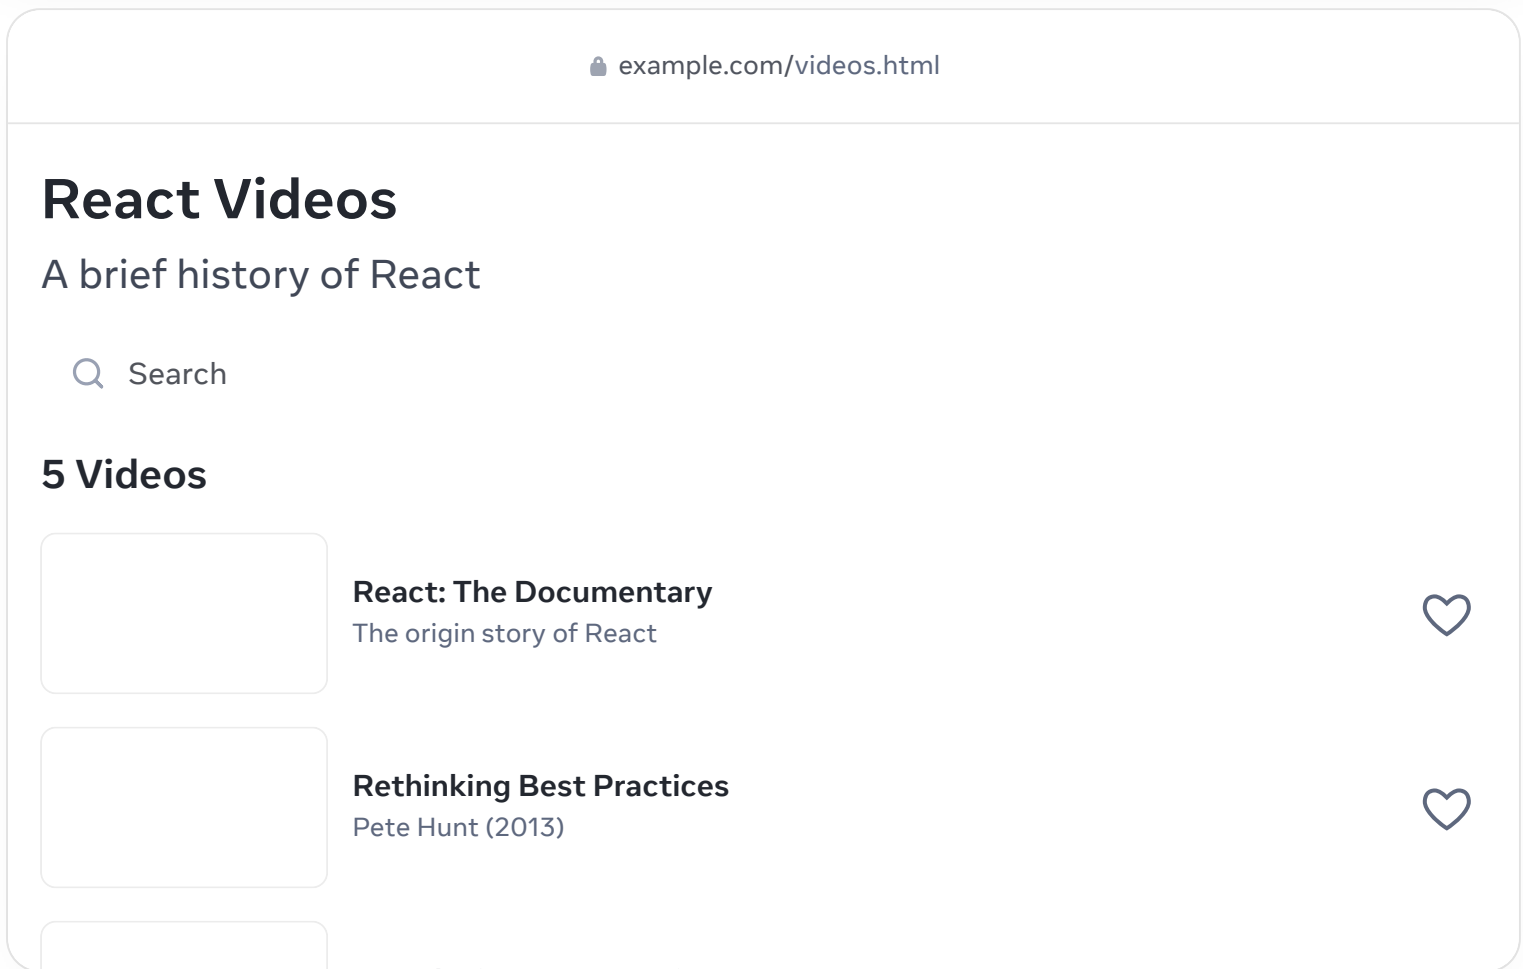 example.com/videos.html
React Videos
A brief history of React
Search
5 Videos
React: The Documentary
The origin story of React
Rethinking Best Practices
Pete Hunt (2013)